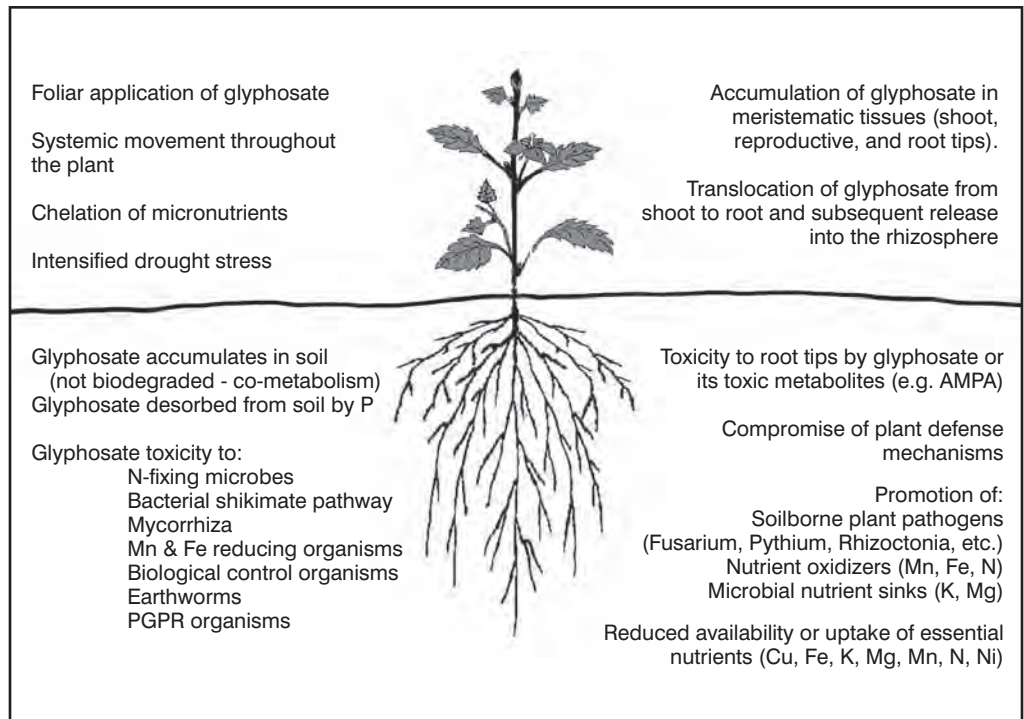 Foliar application of glyphosate
Systemic movement throughout
the plant
Chelation of micronutrients
Intensified drought stress
Accumulation of glyphosate in
meristematic tissues (shoot,
reproductive, and root tips).
Translocation of glyphosate from
shoot to root and subsequent release
into the rhizosphere
Glyphosate accumulates in soil
(not biodegraded - co-metabolism)
Glyphosate desorbed from soil by P
Glyphosate toxicity to:
N-fixing microbes
Bacterial shikimate pathway
Mycorrhiza
Mn & Fe reducing organisms
Biological control organisms
Earthworms
PGPR organisms
Toxicity to root tips by glyphosate or
its toxic metabolites (e.g. AMPA)
Compromise of plant defense
mechanisms
Promotion of:
Soilborne plant pathogens
(Fusarium, Pythium, Rhizoctonia, etc.)
Nutrient oxidizers (Mn, Fe, N)
Microbial nutrient sinks (K, Mg)
Reduced availability or uptake of essential
nutrients (Cu, Fe, K, Mg, Mn, N, Ni)